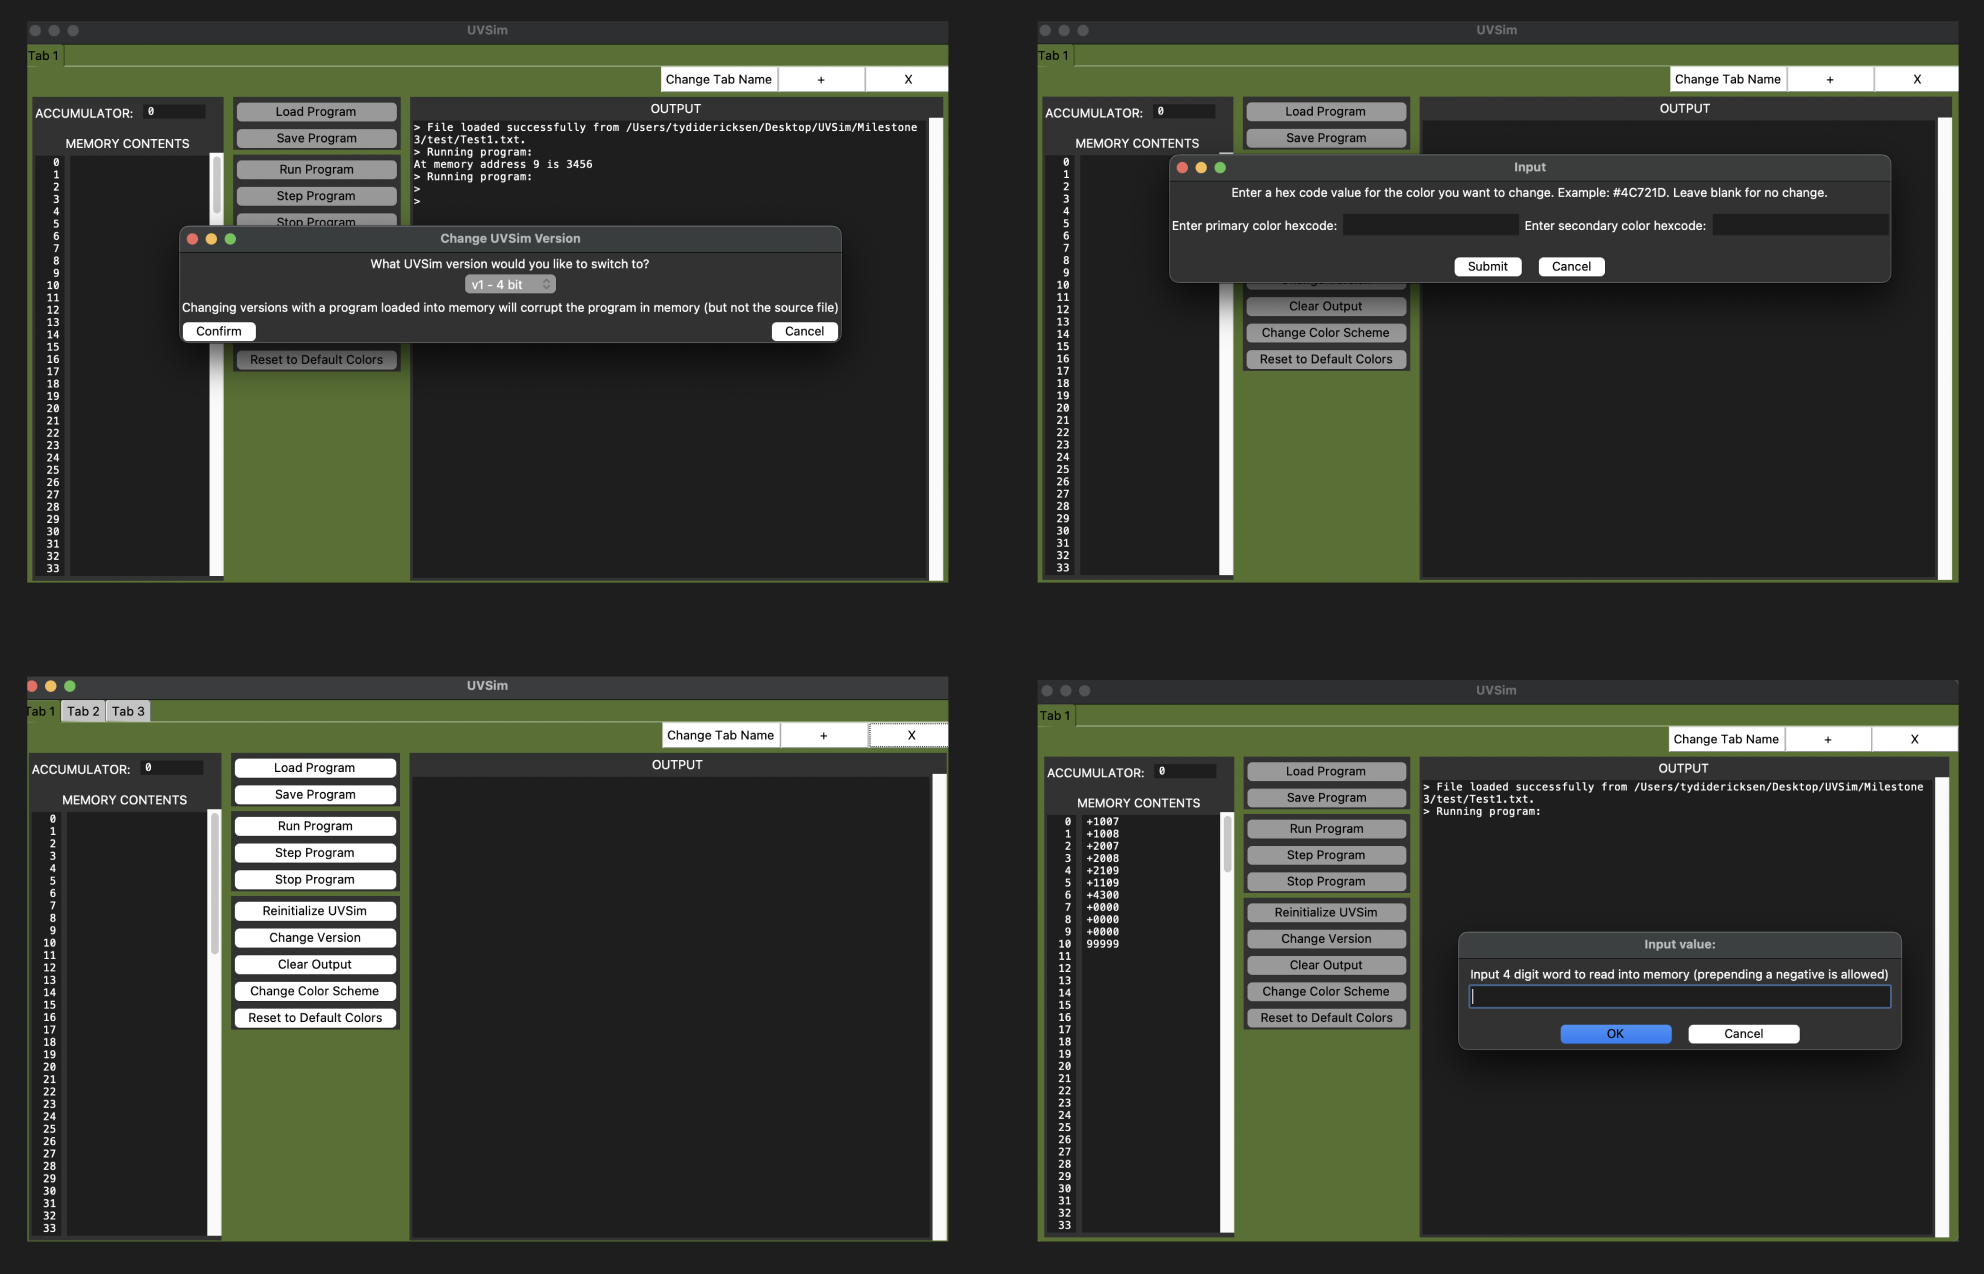 UVSim
Tab 1
Change Tab Name + X
ACCUMULATOR: 0
MEMORY CONTENTS
0
1
2
3
4
5
6
7
8
9
10
11
12
13
14
15
16
17
18
19
20
21
22
23
24
25
26
27
28
29
30
31
32
33
Load Program
Save Program
Run Program
Step Program
Stop Program
Reset to Default Colors
OUTPUT
> File loaded successfully from /Users/tydidericksen/Desktop/UVSim/Milestone
3/test/Test1.txt.
> Running program:
At memory address 9 is 3456
> Running program:
>
>
Change UVSim Version
What UVSim version would you like to switch to?
v1 - 4 bit
Changing versions with a program loaded into memory will corrupt the program in memory (but not the source file)
Confirm Cancel
UVSim
Tab 1
Change Tab Name + X
ACCUMULATOR: 0
MEMORY CONTENTS
0
1
2
3
4
5
6
7
8
9
10
11
12
13
14
15
16
17
18
19
20
21
22
23
24
25
26
27
28
29
30
31
32
33
Load Program
Save Program
Clear Output
Change Color Scheme
Reset to Default Colors
OUTPUT
Input
Enter a hex code value for the color you want to change. Example: #4C721D. Leave blank for no change.
Enter primary color hexcode: Enter secondary color hexcode:
Submit Cancel
UVSim
Tab 1 Tab 2 Tab 3
Change Tab Name + X
ACCUMULATOR: 0
MEMORY CONTENTS
0
1
2
3
4
5
6
7
8
9
10
11
12
13
14
15
16
17
18
19
20
21
22
23
24
25
26
27
28
29
30
31
32
33
Load Program
Save Program
Run Program
Step Program
Stop Program
Reinitialize UVSim
Change Version
Clear Output
Change Color Scheme
Reset to Default Colors
OUTPUT
UVSim
Tab 1
Change Tab Name + X
ACCUMULATOR: 0
MEMORY CONTENTS
0 +1007
1 +1008
2 +2007
3 +2008
4 +2109
5 +1109
6 +4300
7 +0000
8 +0000
9 +0000
10 99999
11
12
13
14
15
16
17
18
19
20
21
22
23
24
25
26
27
28
29
30
31
32
33
Load Program
Save Program
Run Program
Step Program
Stop Program
Reinitialize UVSim
Change Version
Clear Output
Change Color Scheme
Reset to Default Colors
OUTPUT
> File loaded successfully from /Users/tydidericksen/Desktop/UVSim/Milestone
3/test/Test1.txt.
> Running program:
Input value:
Input 4 digit word to read into memory (prepending a negative is allowed)
OK Cancel